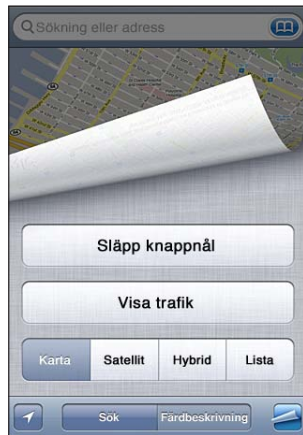 Sökning eller adress
Släpp knappnål
Visa trafik
Karta Satellit Hybrid Lista
Sök Färdbeskrivning